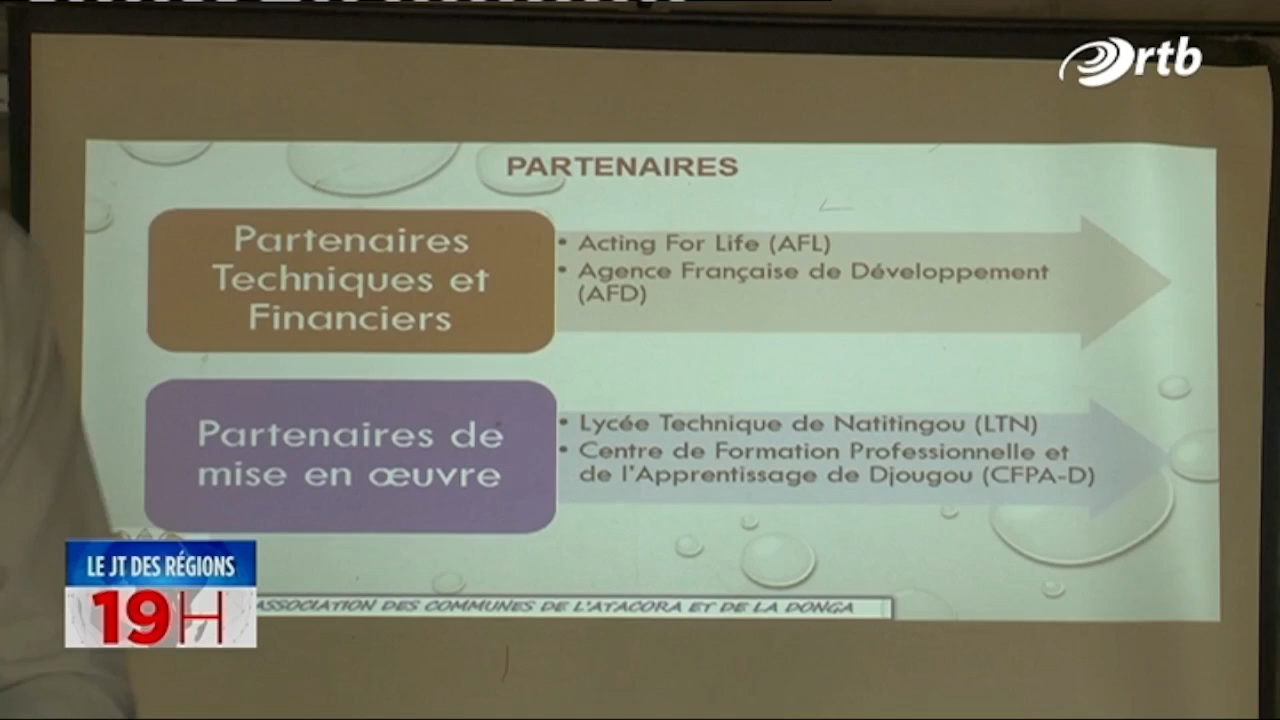 rtb
PARTENAIRES
Partenaires
Techniques et
Financiers
• Acting For Life (AFL)
• Agence Française de Développement
(AFD)
Partenaires de
mise en œuvre
• Lycée Technique de Natitingou (LTN)
• Centre de Formation Professionnelle et
de l'Apprentissage de Djougou (CFPA-D)
LE JT DES RÉGIONS
19H
ASSOCIATION DES COMMUNES DE L'ATACORA ET DE LA DONGA